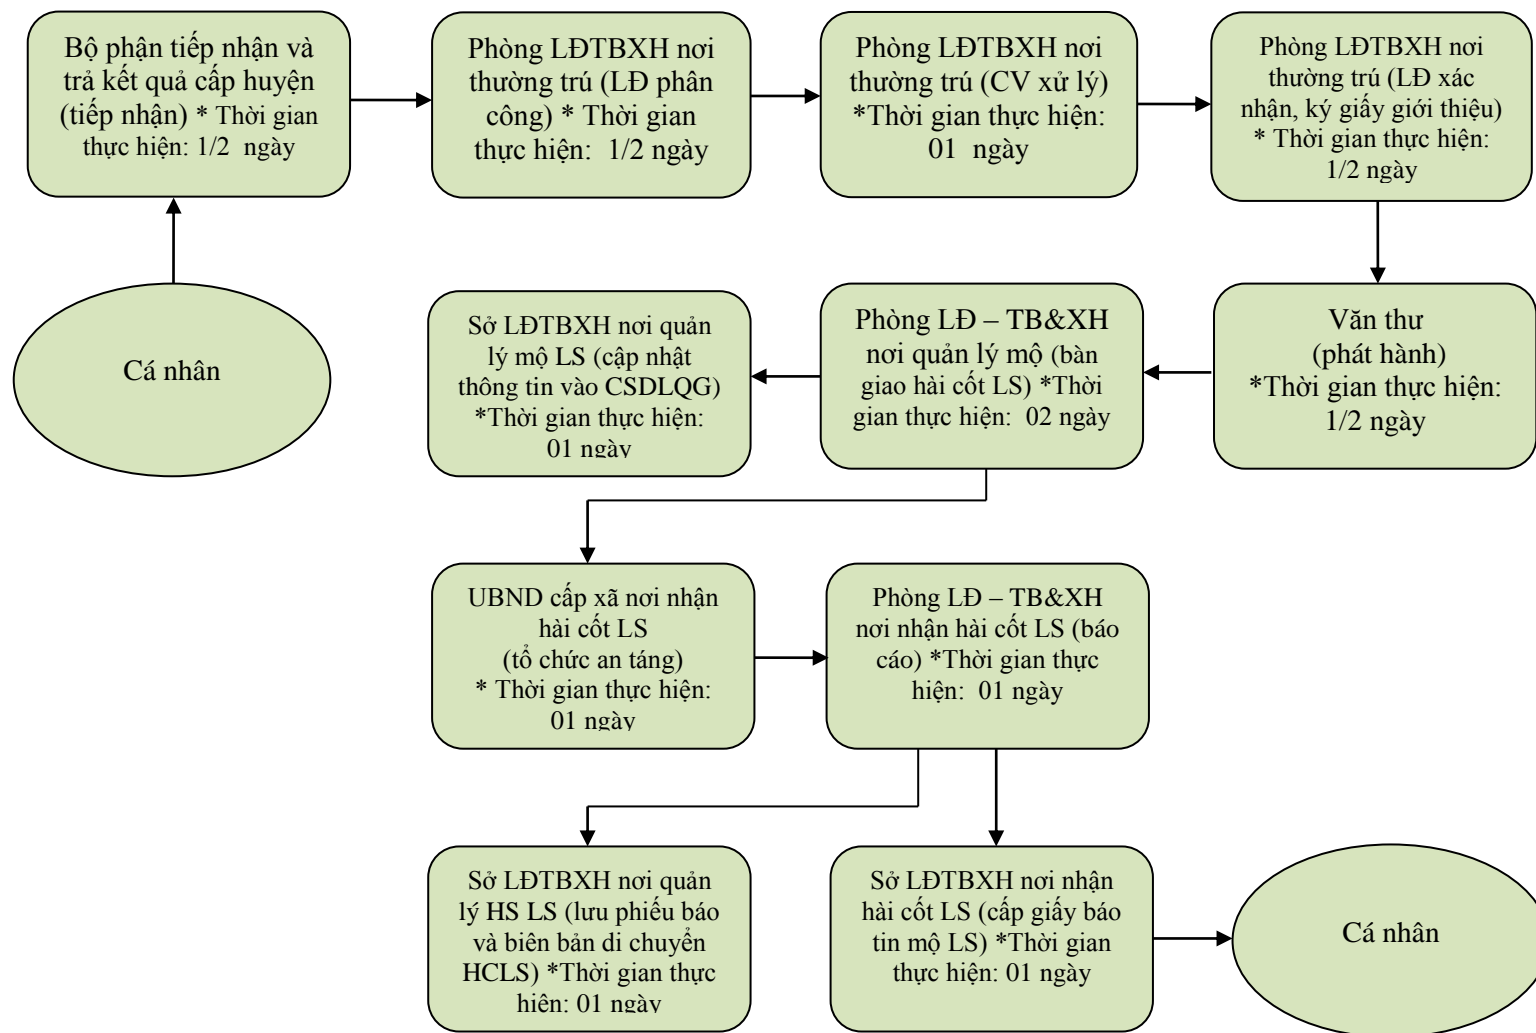 Bộ phận tiếp nhận và
trả kết quả cấp huyện
(tiếp nhận) * Thời gian
thực hiện: 1/2 ngày
Phòng LĐTBXH nơi
thường trú (LĐ phân
công) * Thời gian
thực hiện: 1/2 ngày
Phòng LĐTBXH nơi
thường trú (CV xử lý)
*Thời gian thực hiện:
01 ngày
Phòng LĐTBXH nơi
thường trú (LĐ xác
nhận, ký giấy giới thiệu)
* Thời gian thực hiện:
1/2 ngày
Cá nhân
Sở LĐTBXH nơi quản
lý mộ LS (cập nhật
thông tin vào CSDLQG)
*Thời gian thực hiện:
01 ngày
Phòng LĐ – TB&XH
nơi quản lý mộ (bàn
giao hài cốt LS) *Thời
gian thực hiện: 02 ngày
Văn thư
(phát hành)
*Thời gian thực hiện:
1/2 ngày
UBND cấp xã nơi nhận
hài cốt LS
(tổ chức an táng)
* Thời gian thực hiện:
01 ngày
Phòng LĐ – TB&XH
nơi nhận hài cốt LS (báo
cáo) *Thời gian thực
hiện: 01 ngày
Sở LĐTBXH nơi quản
lý HS LS (lưu phiếu báo
và biên bản di chuyển
HCLS) *Thời gian thực
hiện: 01 ngày
Sở LĐTBXH nơi nhận
hài cốt LS (cấp giấy báo
tin mộ LS) *Thời gian
thực hiện: 01 ngày
Cá nhân